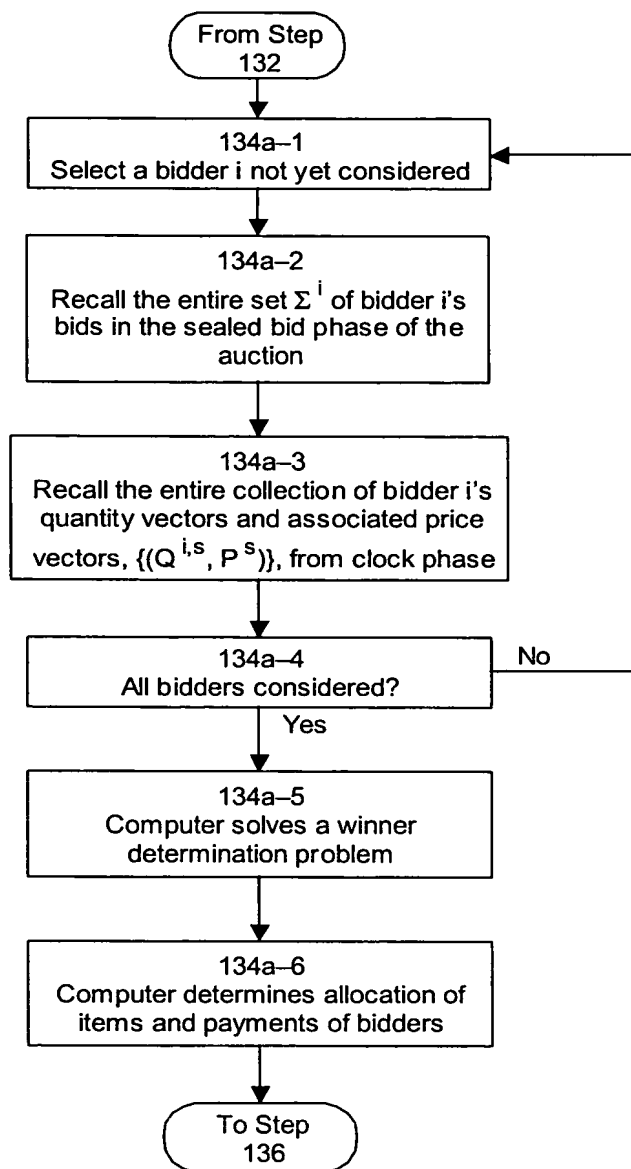 From Step
132
134a–1
Select a bidder i not yet considered
134a–2
Recall the entire set Σ i of bidder i's
bids in the sealed bid phase of the
auction
134a–3
Recall the entire collection of bidder i's
quantity vectors and associated price
vectors, {(Q i,s, P s)}, from clock phase
134a–4
All bidders considered?
No
Yes
134a–5
Computer solves a winner
determination problem
134a–6
Computer determines allocation of
items and payments of bidders
To Step
136